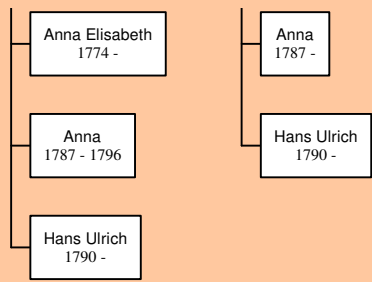 Anna Elisabeth
1774 -
Anna
1787 - 1796
Hans Ulrich
1790 -
Anna
1787 -
Hans Ulrich
1790 -